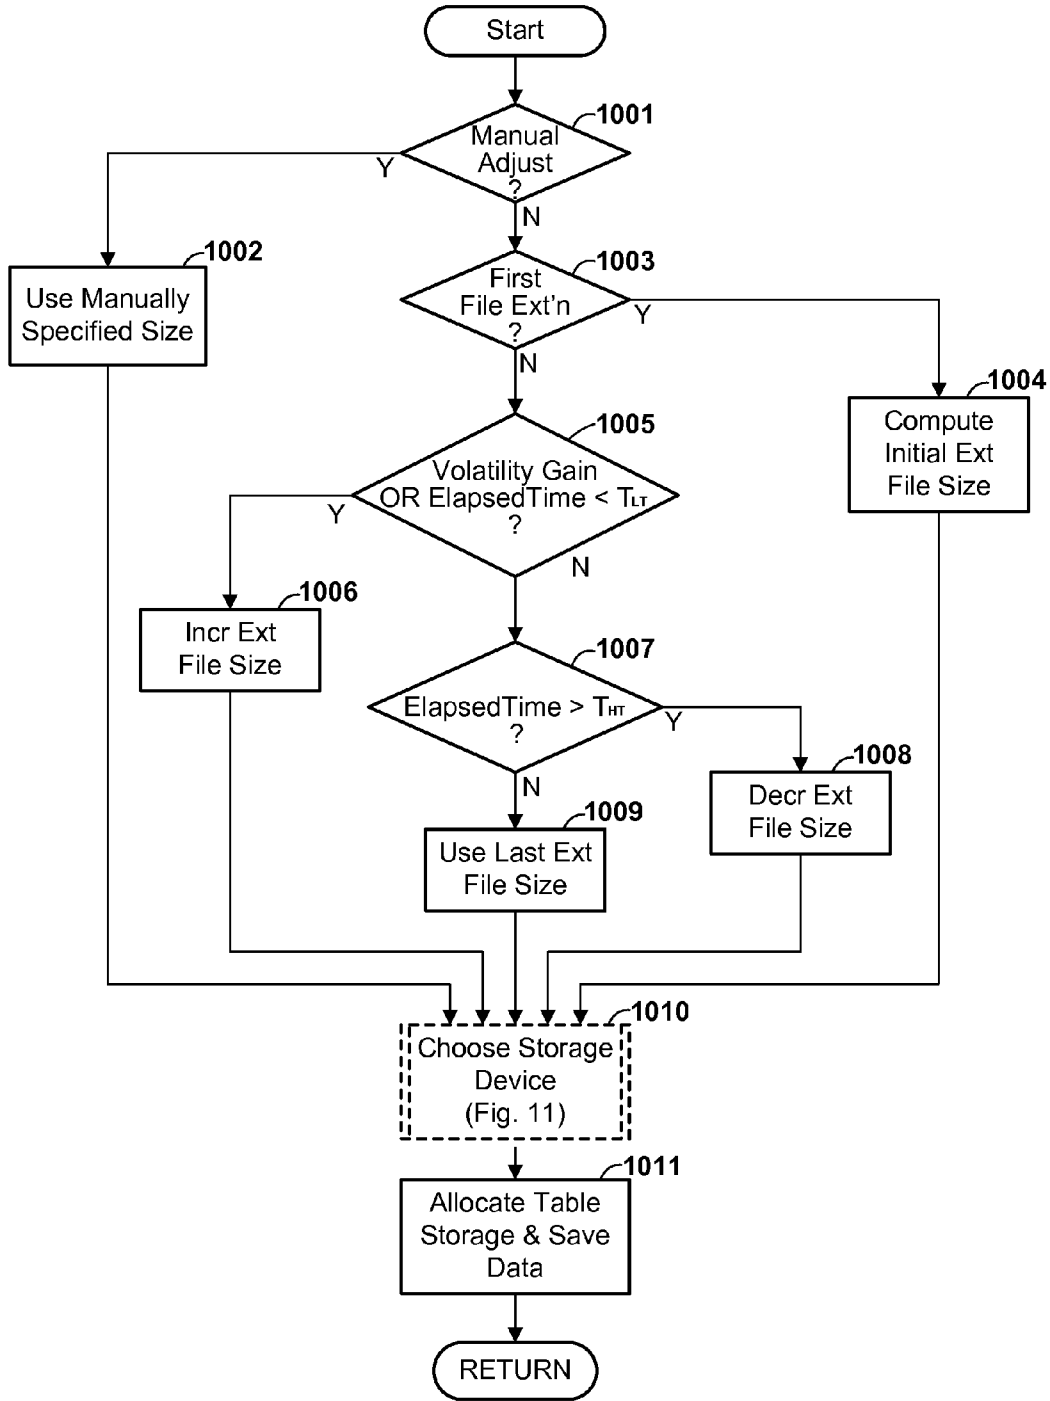 Start
1001
Manual
Adjust
?
Y
N
1002
Use Manually
Specified Size
1003
First
File Ext'n
?
Y
N
1004
Compute
Initial Ext
File Size
1005
Volatility Gain
OR ElapsedTime < TLT
?
Y
N
1006
Incr Ext
File Size
1007
ElapsedTime > THT
?
Y
N
1008
Decr Ext
File Size
1009
Use Last Ext
File Size
1010
Choose Storage
Device
(Fig. 11)
1011
Allocate Table
Storage & Save
Data
RETURN